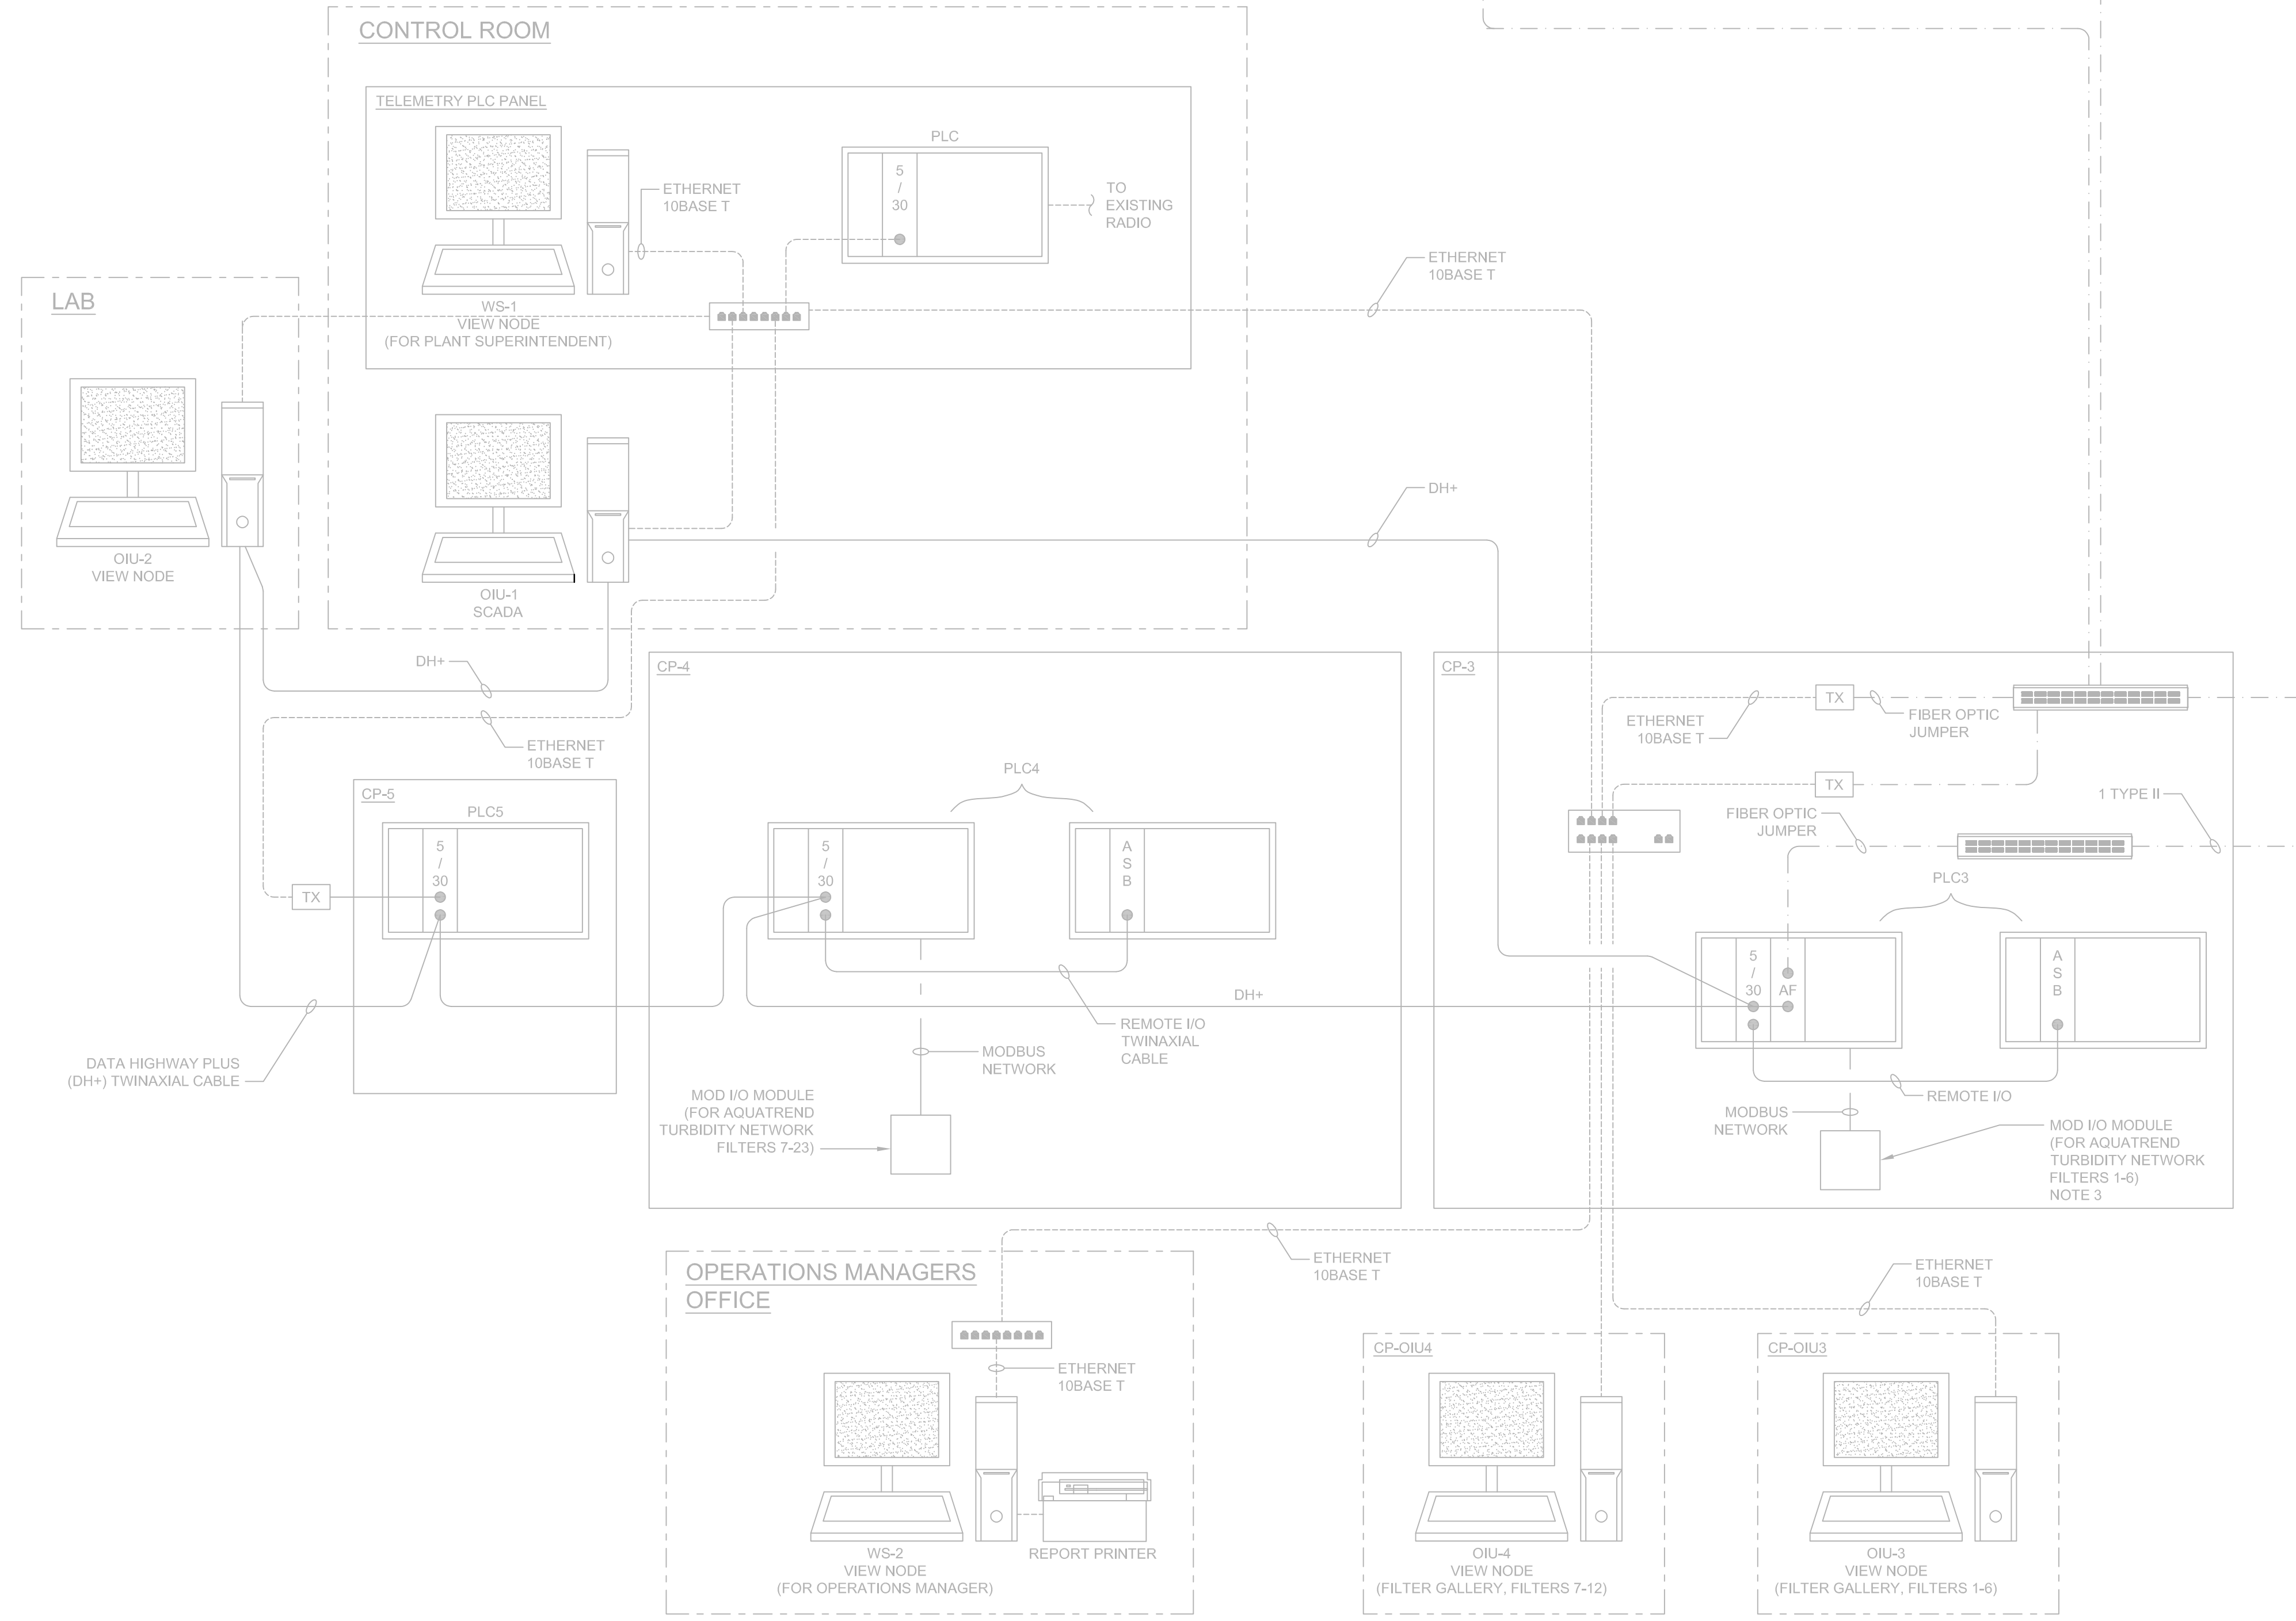 CONTROL ROOM
TELEMETRY PLC PANEL
PLC
5
/
30
ETHERNET
10BASE T
TO
EXISTING
RADIO
WS-1
VIEW NODE
(FOR PLANT SUPERINTENDENT)
ETHERNET
10BASE T
LAB
OIU-2
VIEW NODE
OIU-1
SCADA
DH+
DH+
ETHERNET
10BASE T
CP-5
PLC5
5
/
30
TX
DATA HIGHWAY PLUS
(DH+) TWINAXIAL CABLE
CP-4
PLC4
5
/
30
A
S
B
DH+
REMOTE I/O
TWINAXIAL
CABLE
MODBUS
NETWORK
MOD I/O MODULE
(FOR AQUATREND
TURBIDITY NETWORK
FILTERS 7-23)
CP-3
ETHERNET
10BASE T
TX
FIBER OPTIC
JUMPER
TX
1 TYPE II
FIBER OPTIC
JUMPER
PLC3
5
/
30
AF
A
S
B
REMOTE I/O
MODBUS
NETWORK
MOD I/O MODULE
(FOR AQUATREND
TURBIDITY NETWORK
FILTERS 1-6)
NOTE 3
ETHERNET
10BASE T
ETHERNET
10BASE T
OPERATIONS MANAGERS
OFFICE
ETHERNET
10BASE T
WS-2
VIEW NODE
(FOR OPERATIONS MANAGER)
REPORT PRINTER
CP-OIU4
OIU-4
VIEW NODE
(FILTER GALLERY, FILTERS 7-12)
CP-OIU3
OIU-3
VIEW NODE
(FILTER GALLERY, FILTERS 1-6)